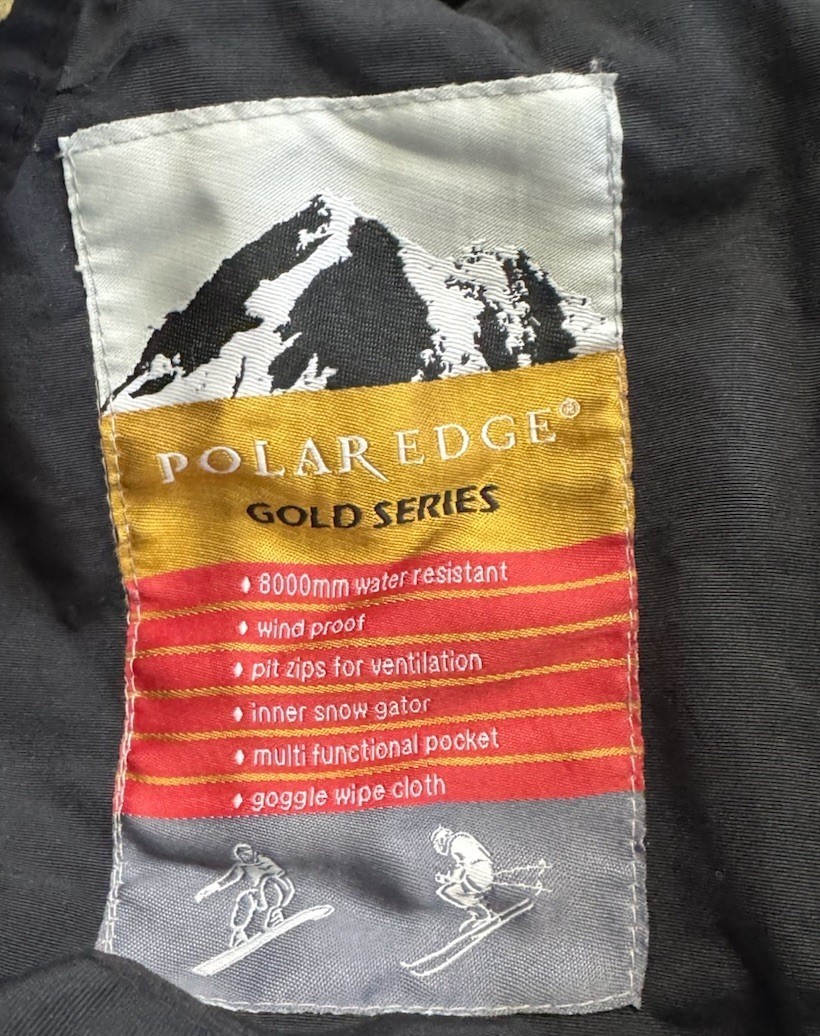 POLAR EDGE®
GOLD SERIES
♦ 8000mm water resistant
♦ wind proof
♦ pit zips for ventilation
♦ inner snow gator
♦ multi functional pocket
♦ goggle wipe cloth